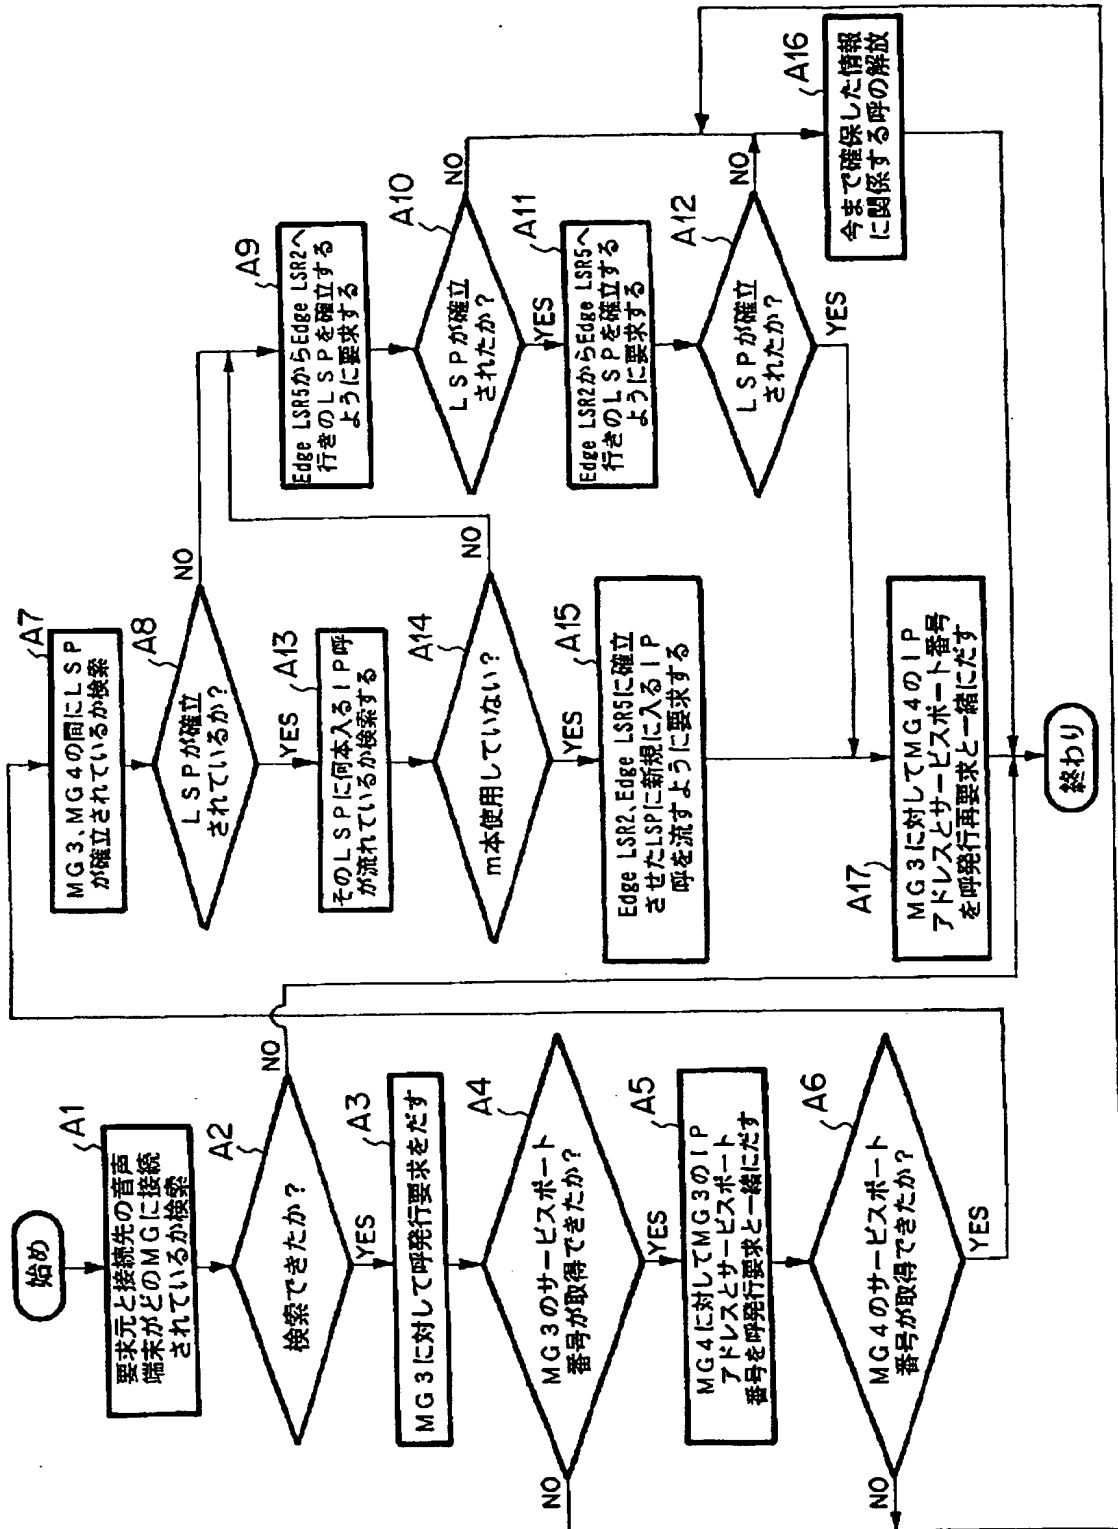 始め
A1
要求元と接続先の音声
端末がどのMGに接続
されているか検索
A2
検索できたか？
NO
YES
A3
MG3に対して呼発行要求をだす
A4
MG3のサービスポート
番号が取得できたか？
NO
YES
A5
MG4に対してMG3のIP
アドレスとサービスポート
番号を呼発行要求と一緒にだす
A6
MG4のサービスポート
番号が取得できたか？
NO
YES
A7
MG3、MG4の間にLSP
が確立されているか検索
A8
LSPが確立
されているか？
NO
YES
A13
そのLSPに何本入るIP呼
が流れているか検索する
A14
m本使用していない？
NO
YES
A15
Edge LSR2、Edge LSR5に確立
させたLSPに新規に入るIP
呼を流すように要求する
A17
MG3に対してMG4のIP
アドレスとサービスポート番号
を呼発行再要求と一緒にだす
終わり
A9
Edge LSR5からEdge LSR2へ
行きのLSPを確立する
ように要求する
A10
LSPが確立
されたか？
NO
YES
A11
Edge LSR2からEdge LSR5へ
行きのLSPを確立する
ように要求する
A12
LSPが確立
されたか？
NO
YES
A16
今まで確保した情報
に関係する呼の解放